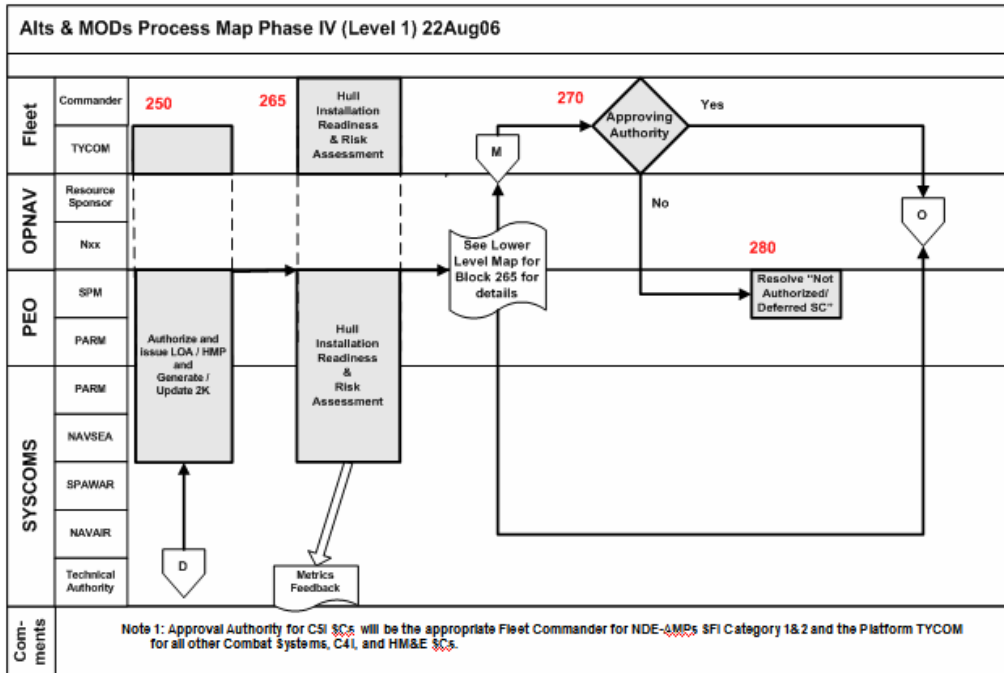 Alts & MODs Process Map Phase IV (Level 1) 22Aug06
Fleet
Commander
TYCOM
250
265
Hull
Installation
Readiness
& Risk
Assessment
270
Approving
Authority
Yes
M
OPNAV
Resource
Sponsor
Nxx
No
O
See Lower
Level Map for
Block 265 for
details
280
PEO
SPM
PARM
Resolve “Not
Authorized/
Deferred SC”
Authorize and
issue LOA / HMP
and
Generate /
Update 2K
Hull
Installation
Readiness
&
Risk
Assessment
SYSCOMS
PARM
NAVSEA
SPAWAR
NAVAIR
Technical
Authority
D
Metrics
Feedback
Com-
ments
Note 1: Approval Authority for C5I SCs will be the appropriate Fleet Commander for NDE-AMPs SFI Category 1&2 and the Platform TYCOM
for all other Combat Systems, C4I, and HM&E SCs.